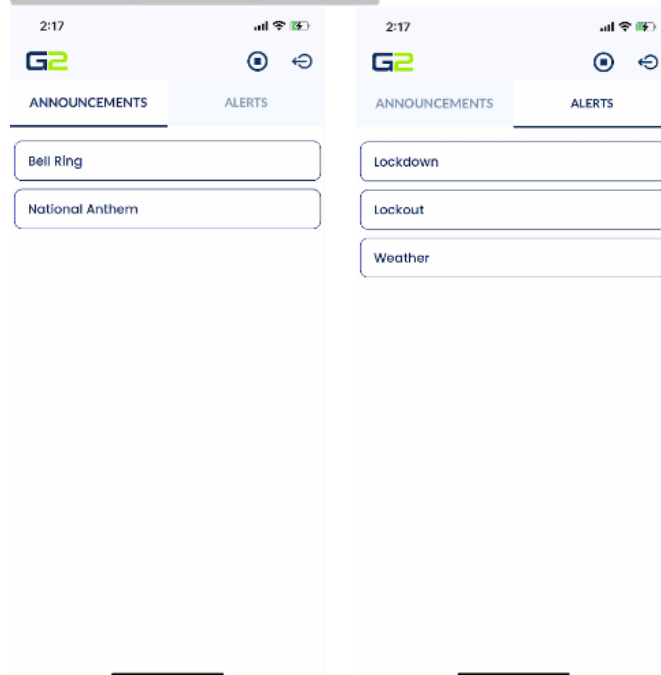 2:17
G2
ANNOUNCEMENTS ALERTS
Bell Ring
National Anthem
2:17
G2
ANNOUNCEMENTS ALERTS
Lockdown
Lockout
Weather